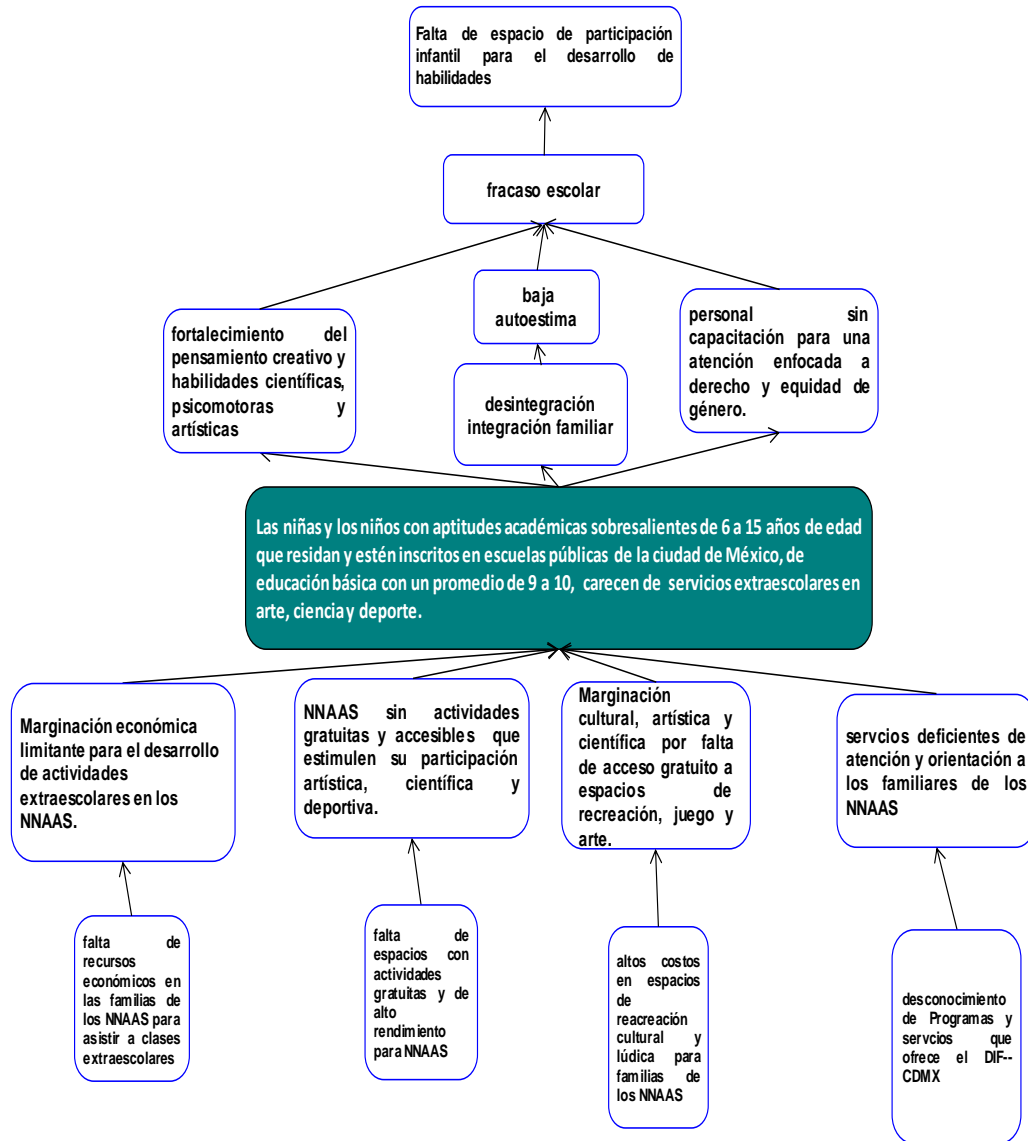 Falta de espacio de participación
infantil para el desarrollo de
habilidades
fracaso escolar
baja
autoestima
fortalecimiento del
pensamiento creativo y
habilidades científicas,
psicomotoras y
artísticas
desintegración
integración familiar
personal sin
capacitación para una
atención enfocada a
derecho y equidad de
género.
Las niñas y los niños con aptitudes académicas sobresalientes de 6 a 15 años de edad
que residan y estén inscritos en escuelas públicas de la ciudad de México, de
educación básica con un promedio de 9 a 10, carecen de servicios extraescolares en
arte, ciencia y deporte.
Marginación económica
limitante para el desarrollo
de actividades
extraescolares en los
NNAAS.
NNAAS sin actividades
gratuitas y accesibles que
estimulen su participación
artística, científica y
deportiva.
Marginación
cultural, artística y
científica por falta
de acceso gratuito a
espacios de
recreación, juego y
arte.
servcios deficientes de
atención y orientación a
los familiares de los
NNAAS
falta de
recursos
económicos en
las familias de
los NNAAS para
asistir a clases
extraescolares
falta de
espacios con
actividades
gratuitas y de
alto
rendimiento
para NNAAS
altos costos
en espacios
de
reacreación
cultural y
lúdica para
familias de
los NNAAS
desconocimiento
de Programas y
servcios que
ofrece el DIF--
CDMX